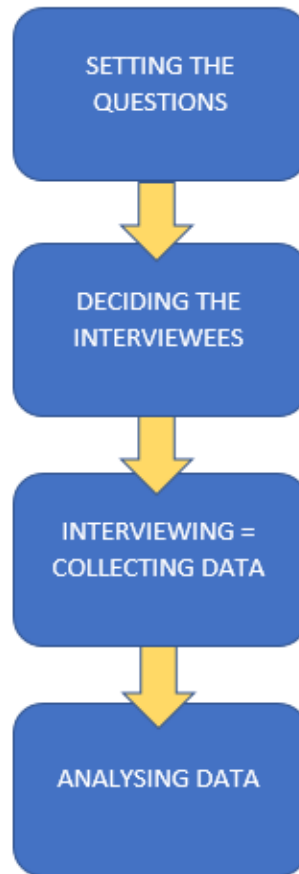 SETTING THE
QUESTIONS
DECIDING THE
INTERVIEWEES
INTERVIEWING =
COLLECTING DATA
ANALYSING DATA